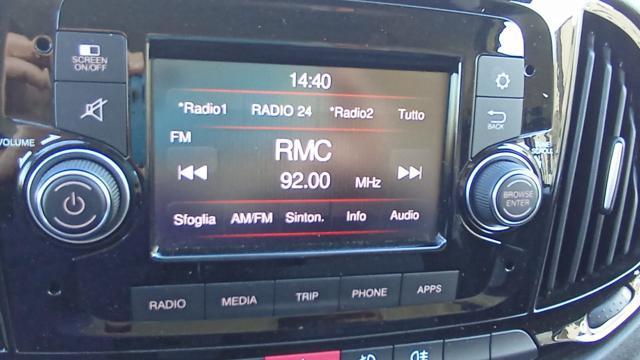 SCREEN
ON/OFF
14:40
*Radio1 RADIO 24 *Radio2 Tutto
FM
RMC
92.00 MHz
Sfoglia AM/FM Sinton. Info Audio
VOLUME
BACK
SCROLL
BROWSE
ENTER
RADIO MEDIA TRIP PHONE APPS